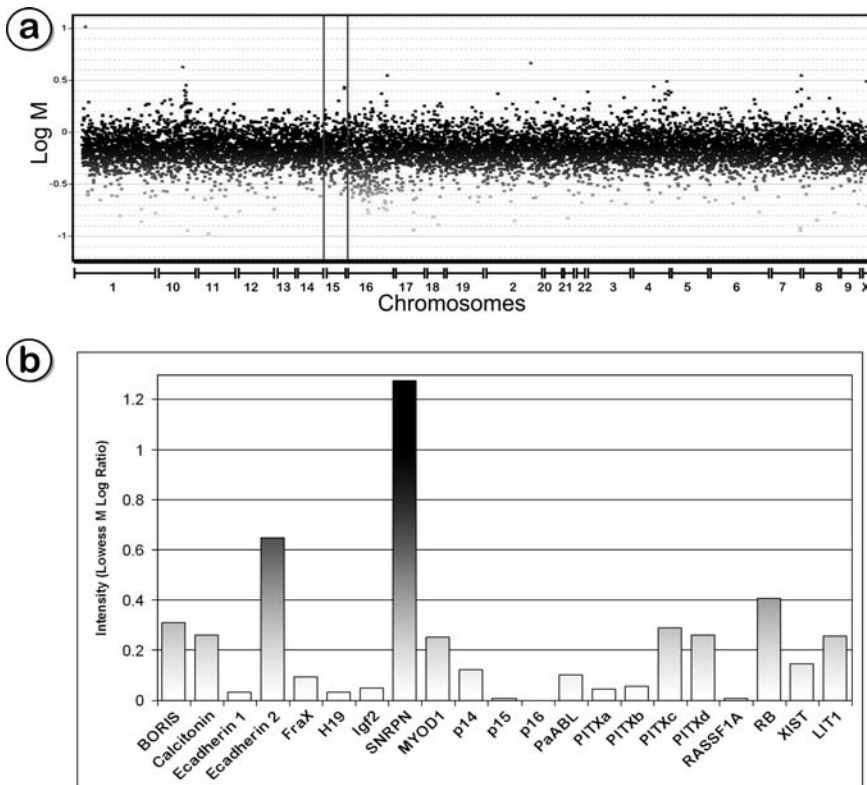 a
Log M
1
0.5
0
-0.5
-1
1 10 11 12 13 14 15 16 17 18 19 2 20 21 22 3 4 5 6 7 8 9 X
Chromosomes
b
Intensity (Lowess M Log Ratio)
1.2
1
0.8
0.6
0.4
0.2
0
BORIS
Calcitonin
Ecadherin 1
Ecadherin 2
FraX
H19
Igf2
SNRPN
MYOD1
p14
p15
p16
PaABL
PITXa
PITXb
PITXc
PITXd
RASSF1A
RB
XIST
LIT1